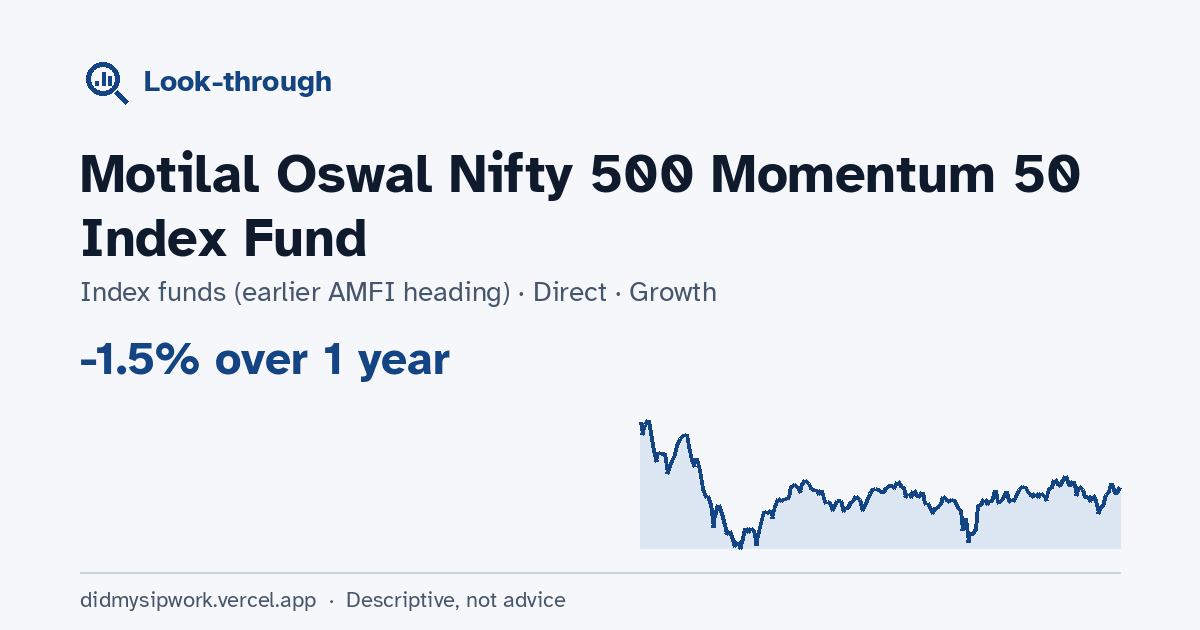 Look-through
Motilal Oswal Nifty 500 Momentum 50
Index Fund
Index funds (earlier AMFI heading) · Direct · Growth
-1.5% over 1 year
didmysipwork.vercel.app · Descriptive, not advice